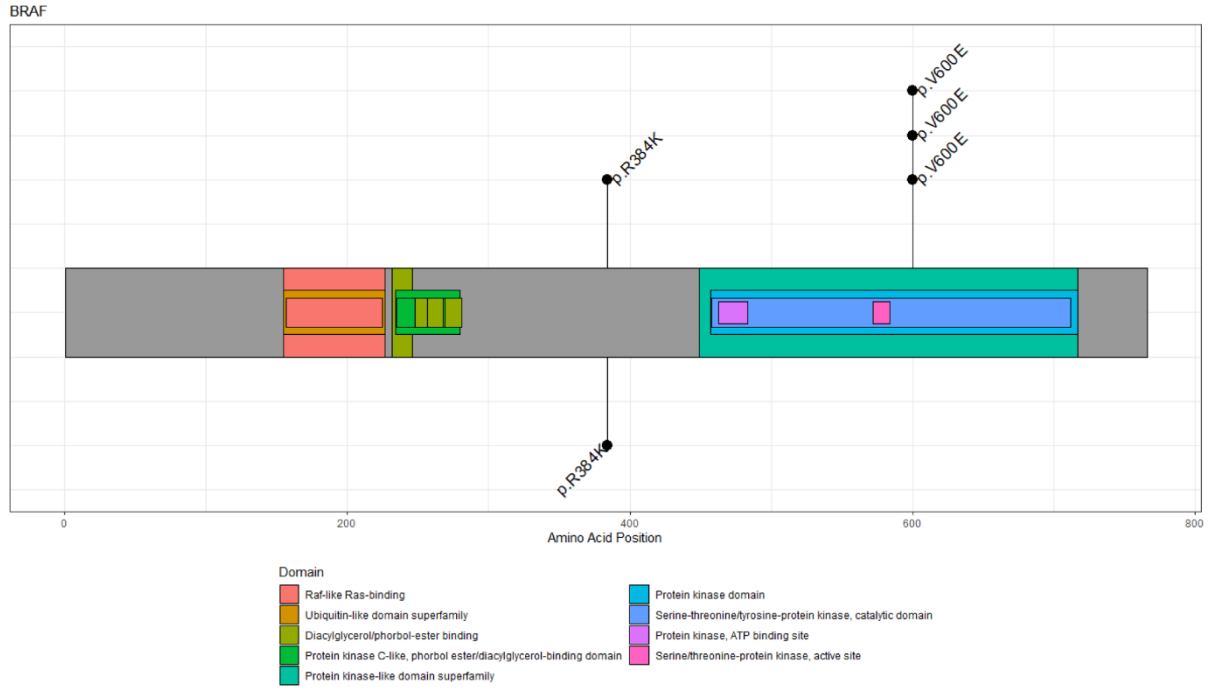 BRAF
p.V600E
p.V600E
p.R384K
p.V600E
p.R384K
0
200
400
600
800
Amino Acid Position
Domain
Raf-like Ras-binding
Ubiquitin-like domain superfamily
Diacylglycerol/phorbol-ester binding
Protein kinase C-like, phorbol ester/diacylglycerol-binding domain
Protein kinase-like domain superfamily
Protein kinase domain
Serine-threonine/tyrosine-protein kinase, catalytic domain
Protein kinase, ATP binding site
Serine/threonine-protein kinase, active site